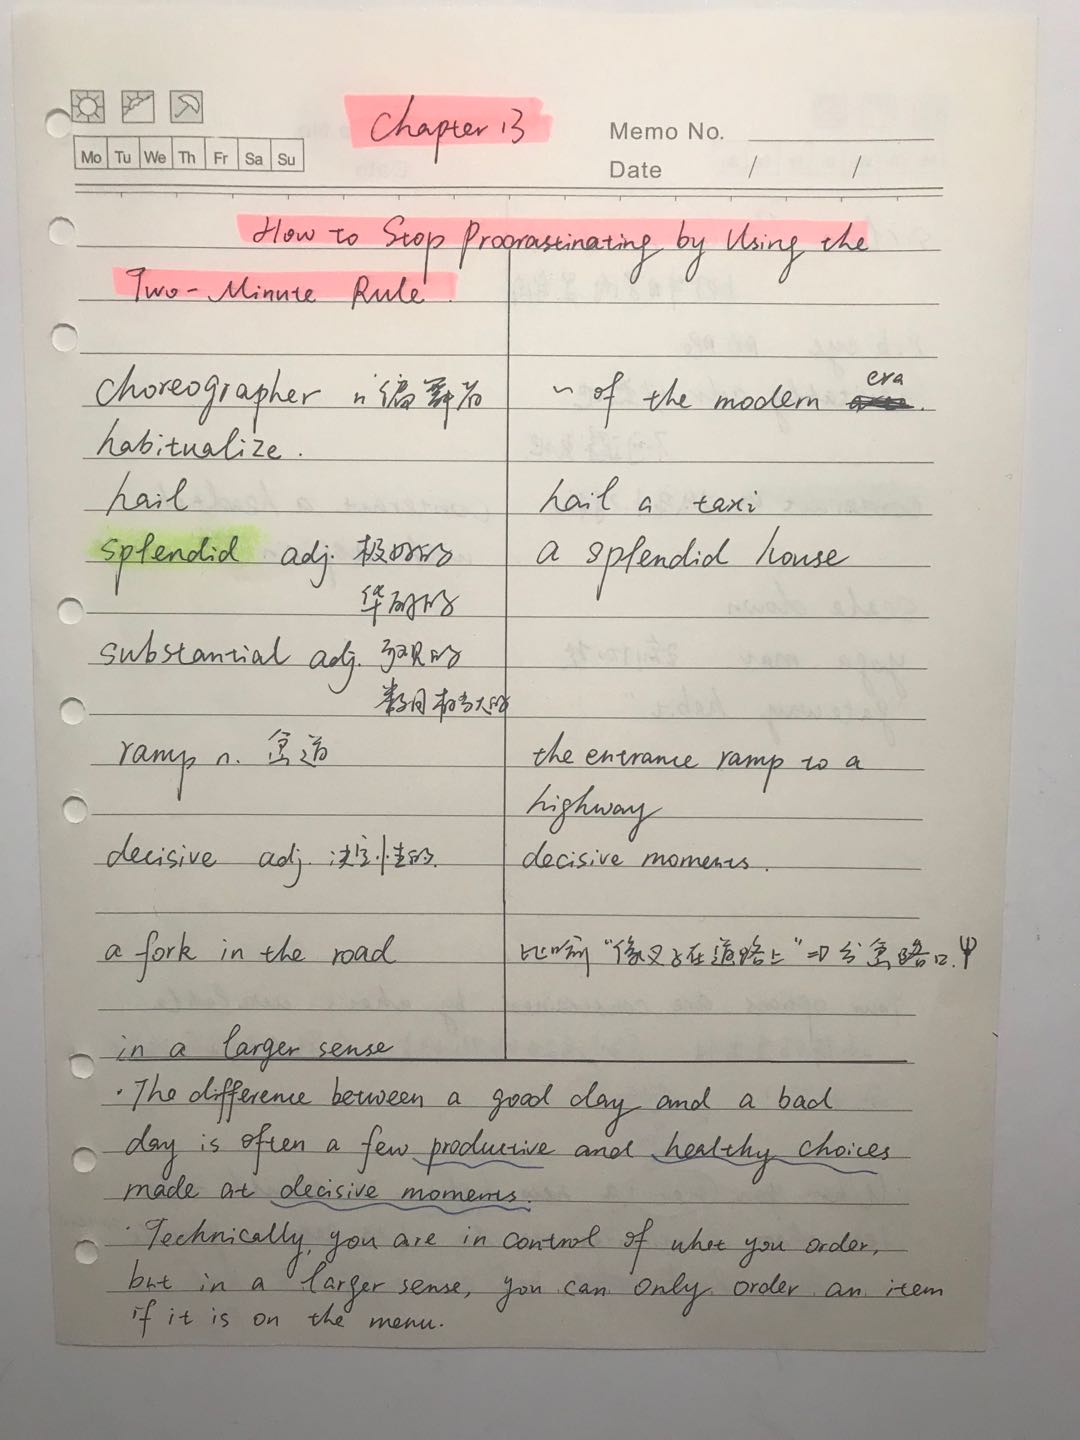 Chapter 13
Memo No.
Mo Tu We Th Fr Sa Su
Date / /
How to Stop Procrastinating by Using the
Two-Minute Rule.
choreographer n 编舞者
~ of the modern era.
habitualize.
hail
hail a taxi
splendid adj. 极好的
a splendid house
华丽的
substantial adj. 客观的
数目相当大的
ramp n. 岔道
the entrance ramp to a
highway
decisive adj. 决定性的.
decisive moments.
a fork in the road
比喻 "像叉子在道路上" ⇒ 分岔路口. Ψ
in a larger sense
· The difference between a good day and a bad
day is often a few productive and healthy choices
made at decisive moments.
· Technically, you are in control of what you order,
but in a larger sense, you can only order an item
if it is on the menu.